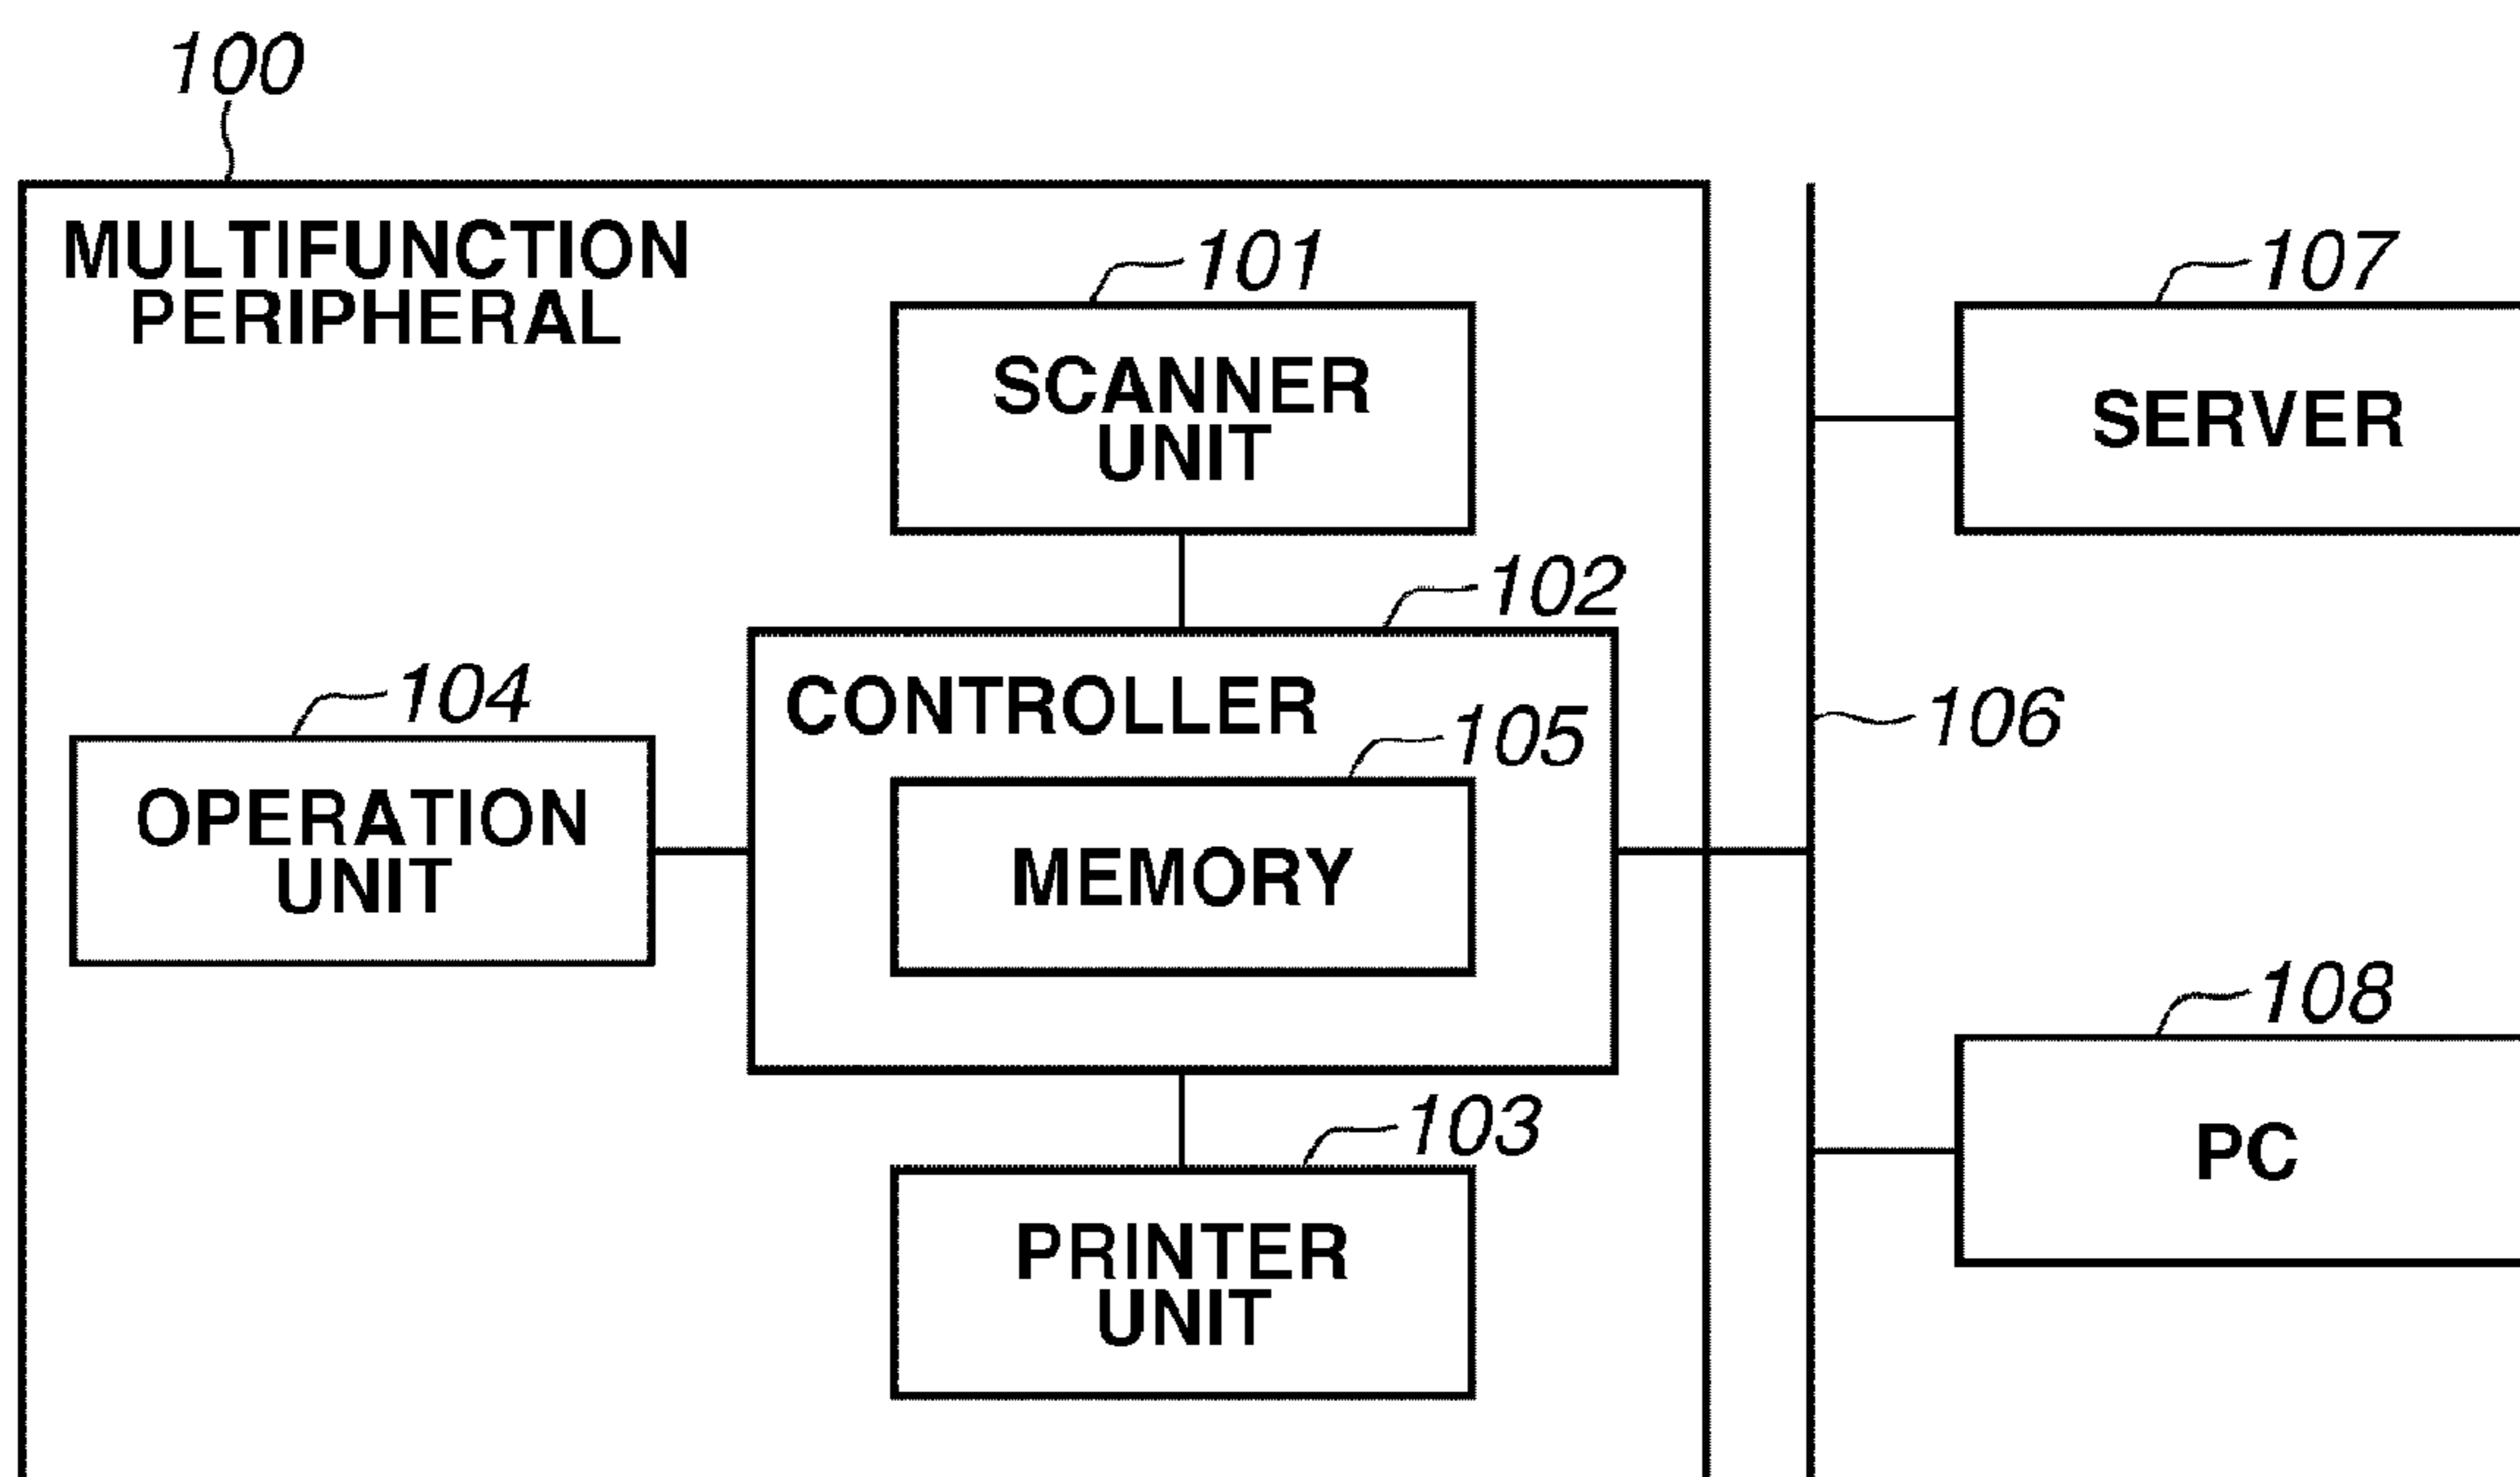 100
MULTIFUNCTION
PERIPHERAL
101
SCANNER
UNIT
107
SERVER
102
CONTROLLER
104
OPERATION
UNIT
105
MEMORY
106
108
PC
103
PRINTER
UNIT